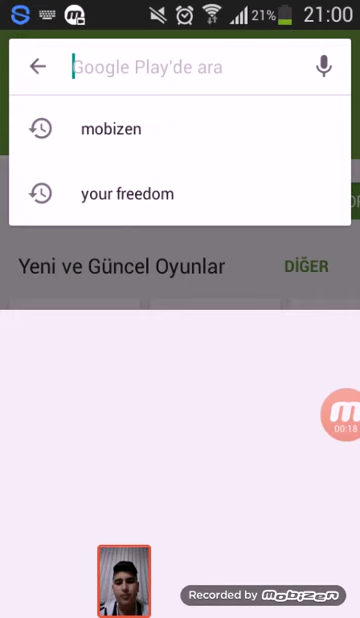 21%
21:00
Google Play'de ara
mobizen
your freedom
Yeni ve Güncel Oyunlar
DİĞER
00:18
Recorded by mobizen